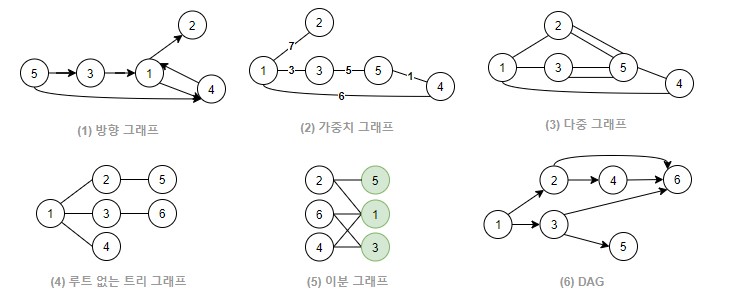 2
5 3 1 4
(1) 방향 그래프
2
7
1 3 3 5 5 1 4
6
(2) 가중치 그래프
2
1 3 5 4
(3) 다중 그래프
2 5
1 3 6
4
(4) 루트 없는 트리 그래프
2 5
6 1
4 3
(5) 이분 그래프
2 4 6
1 3
5
(6) DAG